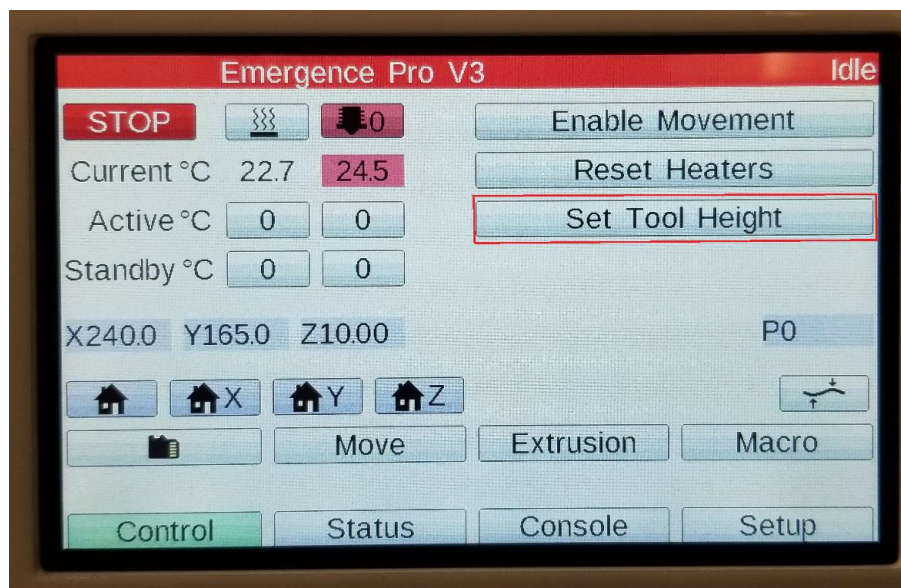 Emergence Pro V3 Idle
STOP 0 Enable Movement
Current °C 22.7 24.5 Reset Heaters
Active °C 0 0 Set Tool Height
Standby °C 0 0
X240.0 Y165.0 Z10.00 P0
X Y Z
Move Extrusion Macro
Control Status Console Setup